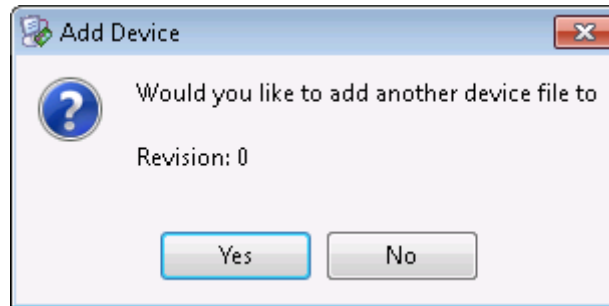 Add Device
Would you like to add another device file to
Revision: 0
Yes
No